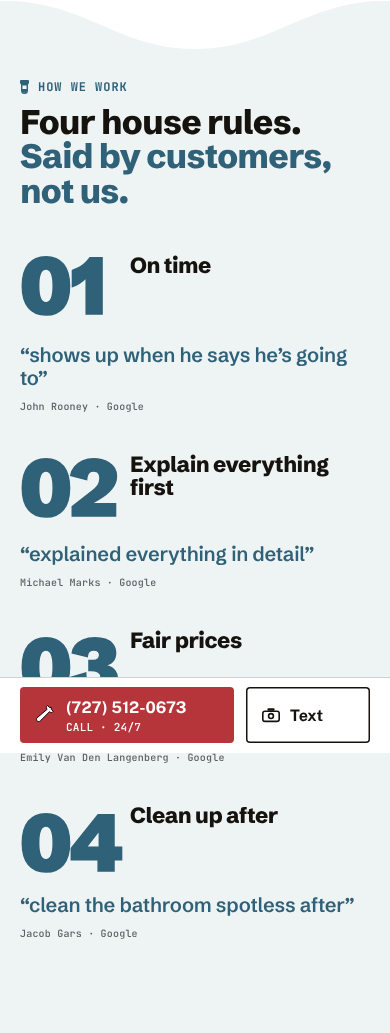 HOW WE WORK
Four house rules.
Said by customers,
not us.
01
On time
“shows up when he says he’s going
to”
John Rooney · Google
02
Explain everything
first
“explained everything in detail”
Michael Marks · Google
03
Fair prices
(727) 512-0673
CALL · 24/7
Text
Emily Van Den Langenberg · Google
04
Clean up after
“clean the bathroom spotless after”
Jacob Gars · Google